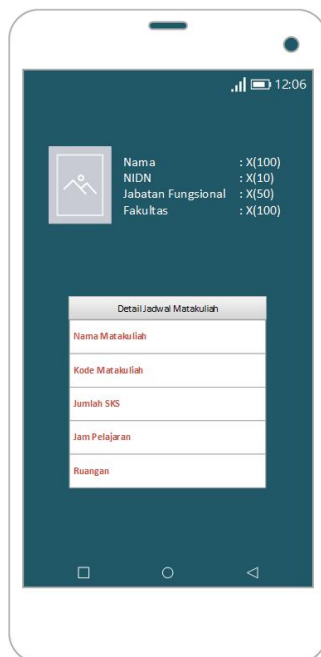 12:06
Nama : X(100)
NIDN : X(10)
Jabatan Fungsional : X(50)
Fakultas : X(100)
Detail Jadwal Matakuliah
Nama Matakuliah
Kode Matakuliah
Jumlah SKS
Jam Pelajaran
Ruangan